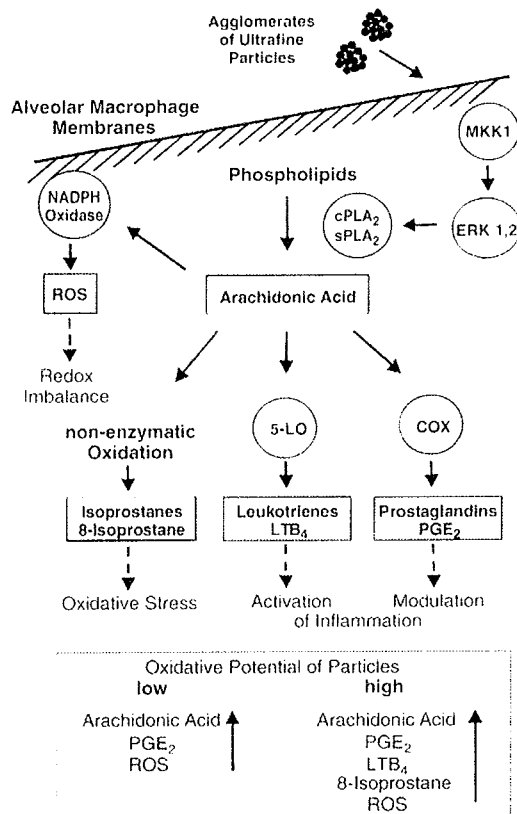 Agglomerates
of Ultrafine
Particles
Alveolar Macrophage
Membranes
MKK1
NADPH
Oxidase
Phospholipids
cPLA₂
sPLA₂
ERK 1,2
ROS
Arachidonic Acid
Redox
Imbalance
non-enzymatic
Oxidation
5-LO
COX
Isoprostanes
8-Isoprostane
Leukotrienes
LTB₄
Prostaglandins
PGE₂
Oxidative Stress
Activation
Modulation
of Inflammation
Oxidative Potential of Particles
low
high
Arachidonic Acid
PGE₂
ROS
Arachidonic Acid
PGE₂
LTB₄
8-Isoprostane
ROS